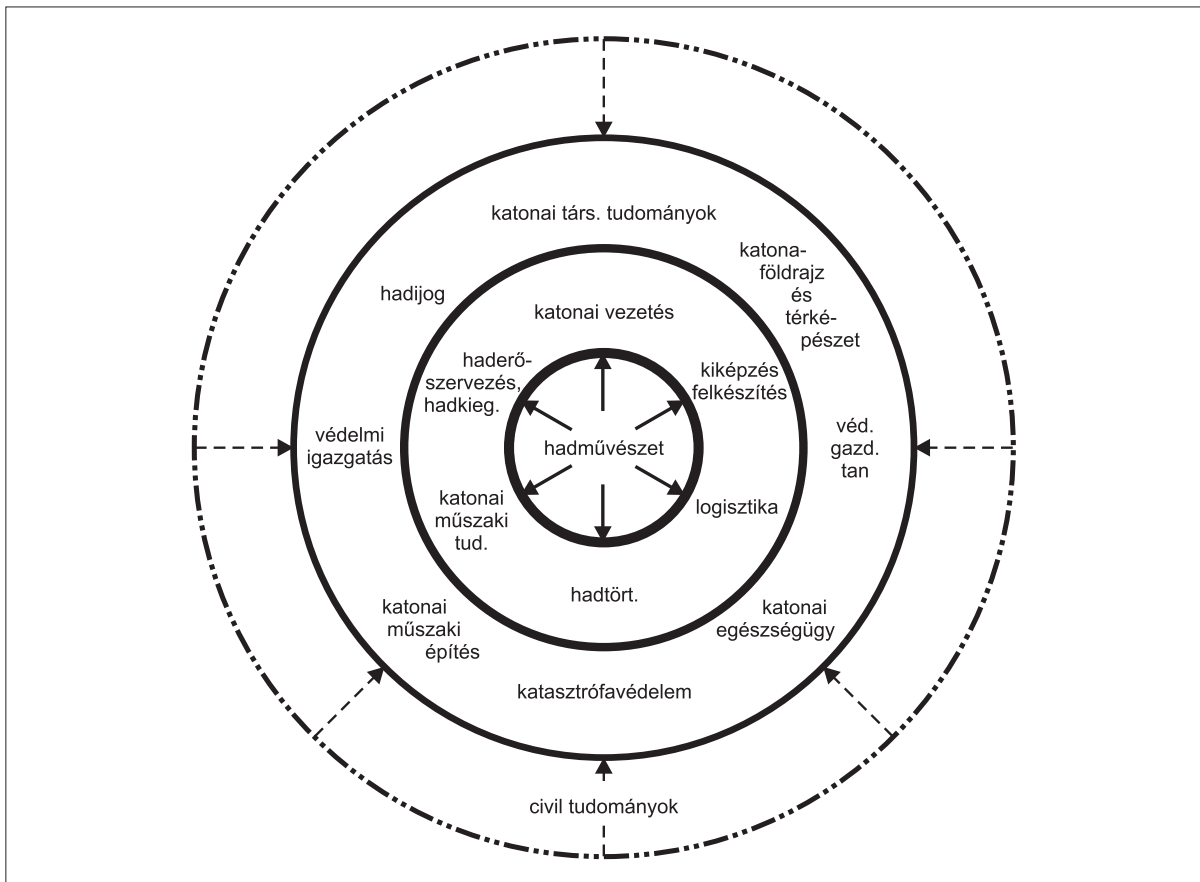 katonai társ. tudományok
katona-
földrajz
és
térké-
pészet
hadijog
katonai vezetés
haderő-
szervezés,
hadkieg.
kiképzés
felkészítés
védelmi
igazgatás
hadművészet
véd.
gazd.
tan
katonai
műszaki
tud.
logisztika
hadtört.
katonai
műszaki
építés
katonai
egészségügy
katasztrófavédelem
civil tudományok